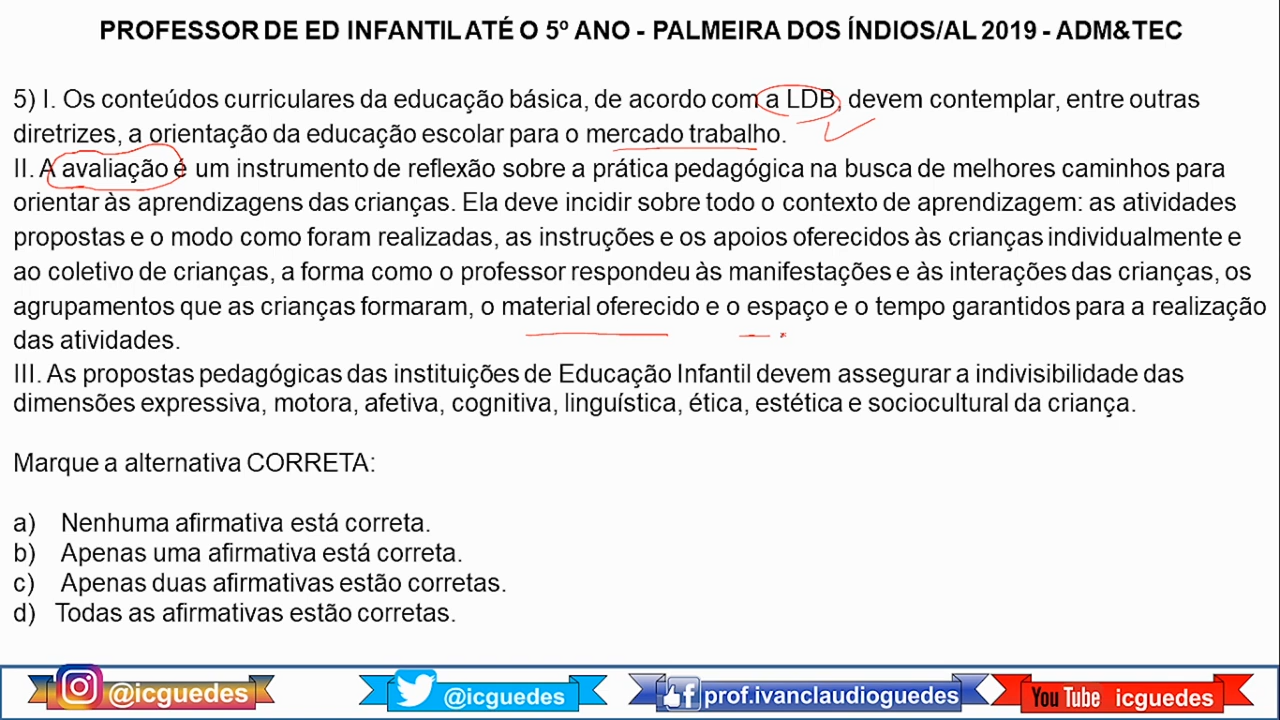 PROFESSOR DE ED INFANTIL ATÉ O 5º ANO - PALMEIRA DOS ÍNDIOS/AL 2019 - ADM&TEC
5) I. Os conteúdos curriculares da educação básica, de acordo com a LDB, devem contemplar, entre outras
diretrizes, a orientação da educação escolar para o mercado trabalho.
II. A avaliação é um instrumento de reflexão sobre a prática pedagógica na busca de melhores caminhos para
orientar às aprendizagens das crianças. Ela deve incidir sobre todo o contexto de aprendizagem: as atividades
propostas e o modo como foram realizadas, as instruções e os apoios oferecidos às crianças individualmente e
ao coletivo de crianças, a forma como o professor respondeu às manifestações e às interações das crianças, os
agrupamentos que as crianças formaram, o material oferecido e o espaço e o tempo garantidos para a realização
das atividades.
III. As propostas pedagógicas das instituições de Educação Infantil devem assegurar a indivisibilidade das
dimensões expressiva, motora, afetiva, cognitiva, linguística, ética, estética e sociocultural da criança.
Marque a alternativa CORRETA:
a) Nenhuma afirmativa está correta.
b) Apenas uma afirmativa está correta.
c) Apenas duas afirmativas estão corretas.
d) Todas as afirmativas estão corretas.
@icguedes @icguedes prof.ivanclaudioguedes You Tube icguedes